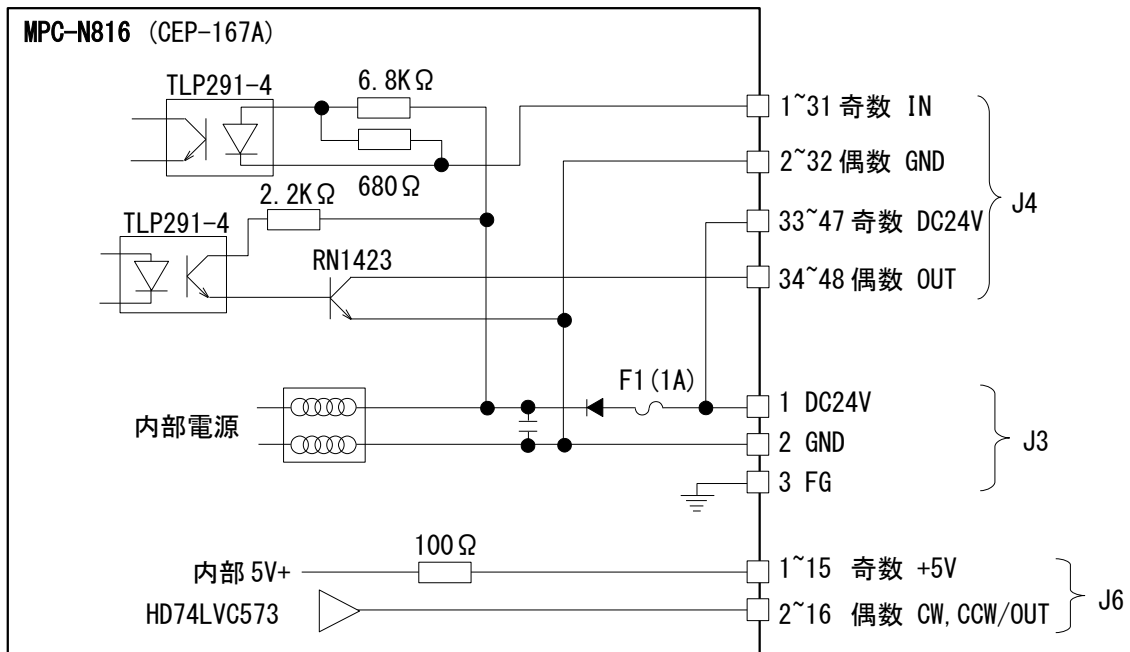 MPC-N816 (CEP-167A)
TLP291-4
6.8KΩ
680Ω
2.2KΩ
TLP291-4
RN1423
1~31 奇数 IN
2~32 偶数 GND
33~47 奇数 DC24V
34~48 偶数 OUT
J4
F1(1A)
内部電源
1 DC24V
2 GND
3 FG
J3
100Ω
内部 5V+
HD74LVC573
1~15 奇数 +5V
2~16 偶数 CW,CCW/OUT
J6